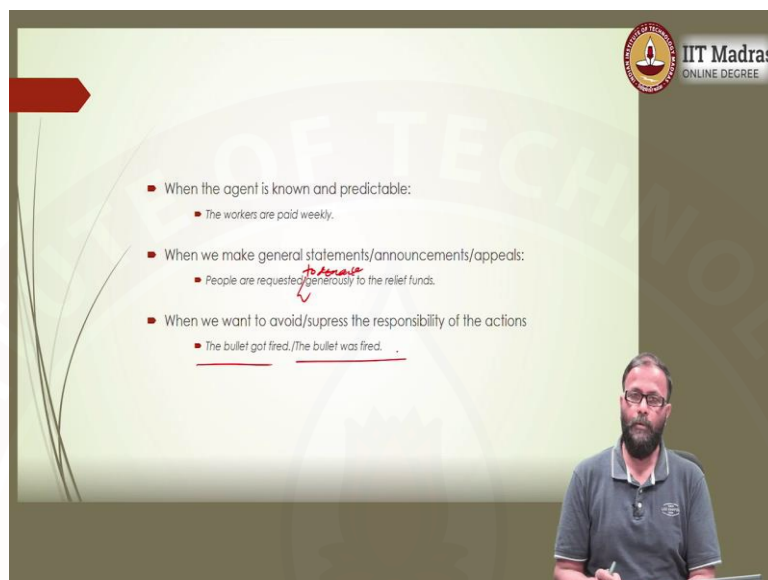 IIT Madras
ONLINE DEGREE
When the agent is known and predictable:
The workers are paid weekly.
When we make general statements/announcements/appeals:
to donate
People are requested generously to the relief funds.
When we want to avoid/supress the responsibility of the actions
The bullet got fired./The bullet was fired.